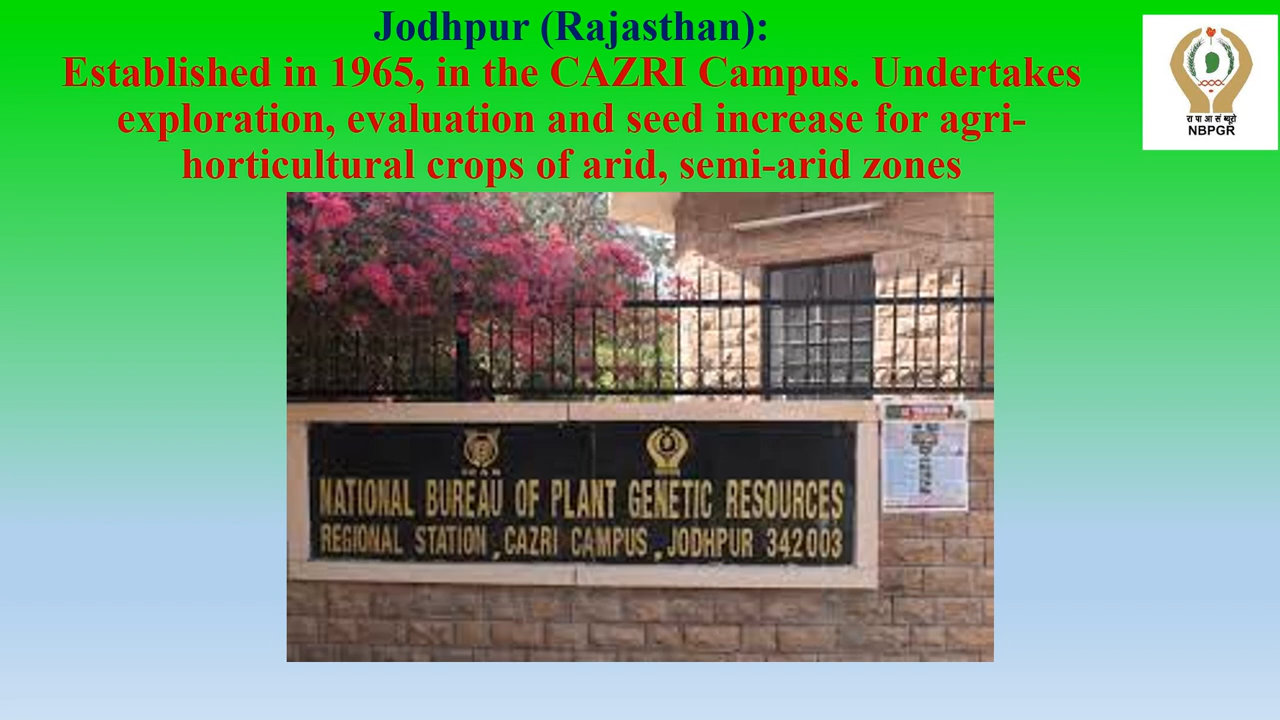 Jodhpur (Rajasthan):
Established in 1965, in the CAZRI Campus. Undertakes
exploration, evaluation and seed increase for agri-
horticultural crops of arid, semi-arid zones
रा पा आ सं ब्यूरो
NBPGR
NATIONAL BUREAU OF PLANT GENETIC RESOURCES
REGIONAL STATION , CAZRI CAMPUS , JODHPUR 342003